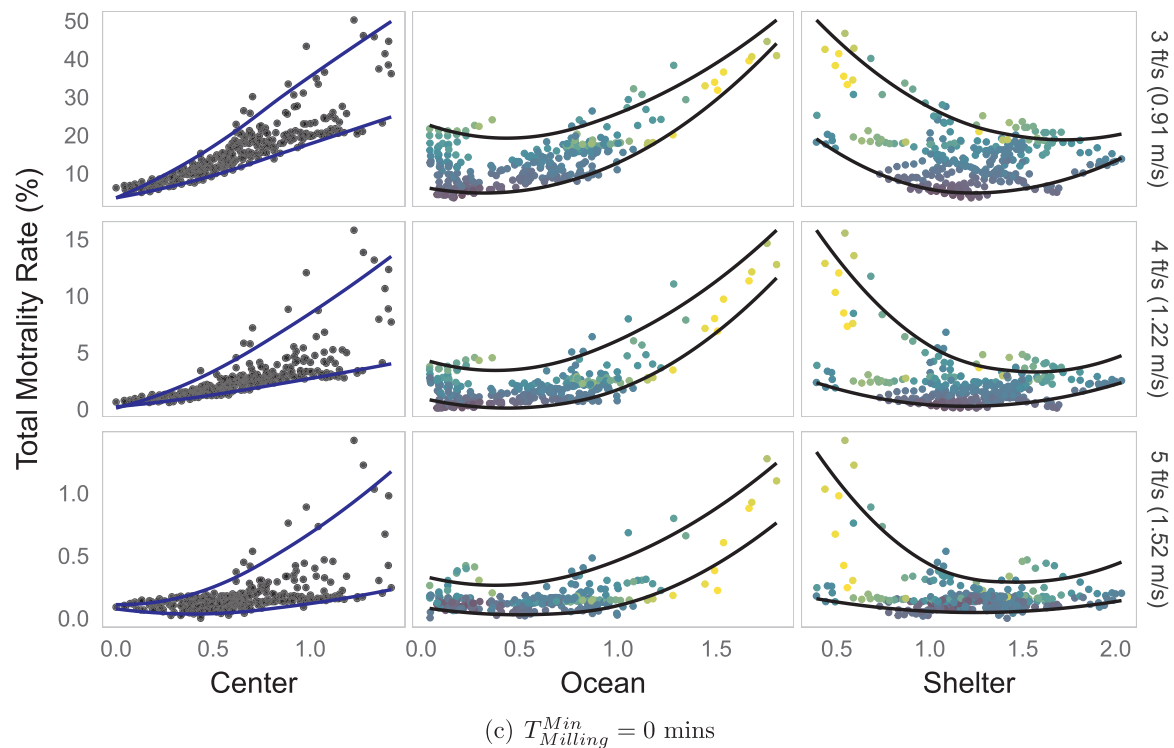 Total Motrality Rate (%)
50
40
30
20
10
3 ft/s (0.91 m/s)
15
10
5
0
4 ft/s (1.22 m/s)
1.0
0.5
0.0
5 ft/s (1.52 m/s)
0.0 0.5 1.0
0.0 0.5 1.0 1.5
0.5 1.0 1.5 2.0
Center Ocean Shelter
(c) T^{Min}_{Milling} = 0 mins